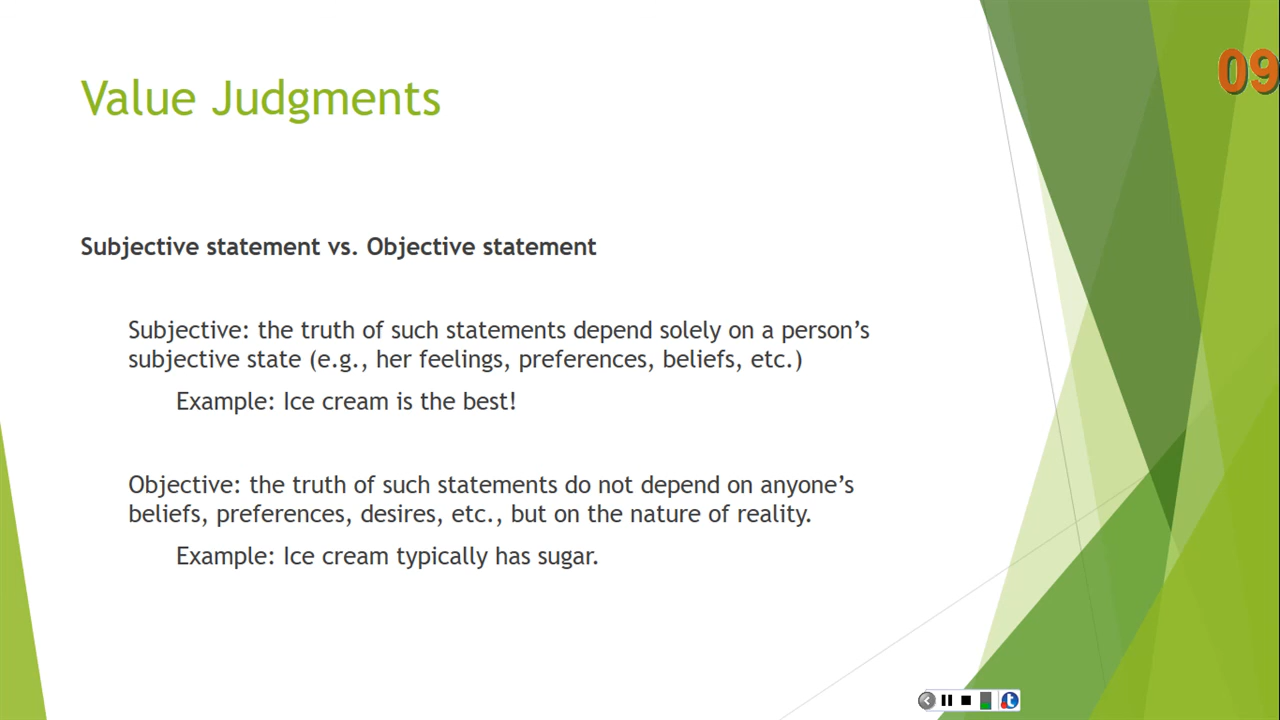 09
Value Judgments
Subjective statement vs. Objective statement
Subjective: the truth of such statements depend solely on a person’s
subjective state (e.g., her feelings, preferences, beliefs, etc.)
Example: Ice cream is the best!
Objective: the truth of such statements do not depend on anyone’s
beliefs, preferences, desires, etc., but on the nature of reality.
Example: Ice cream typically has sugar.
t